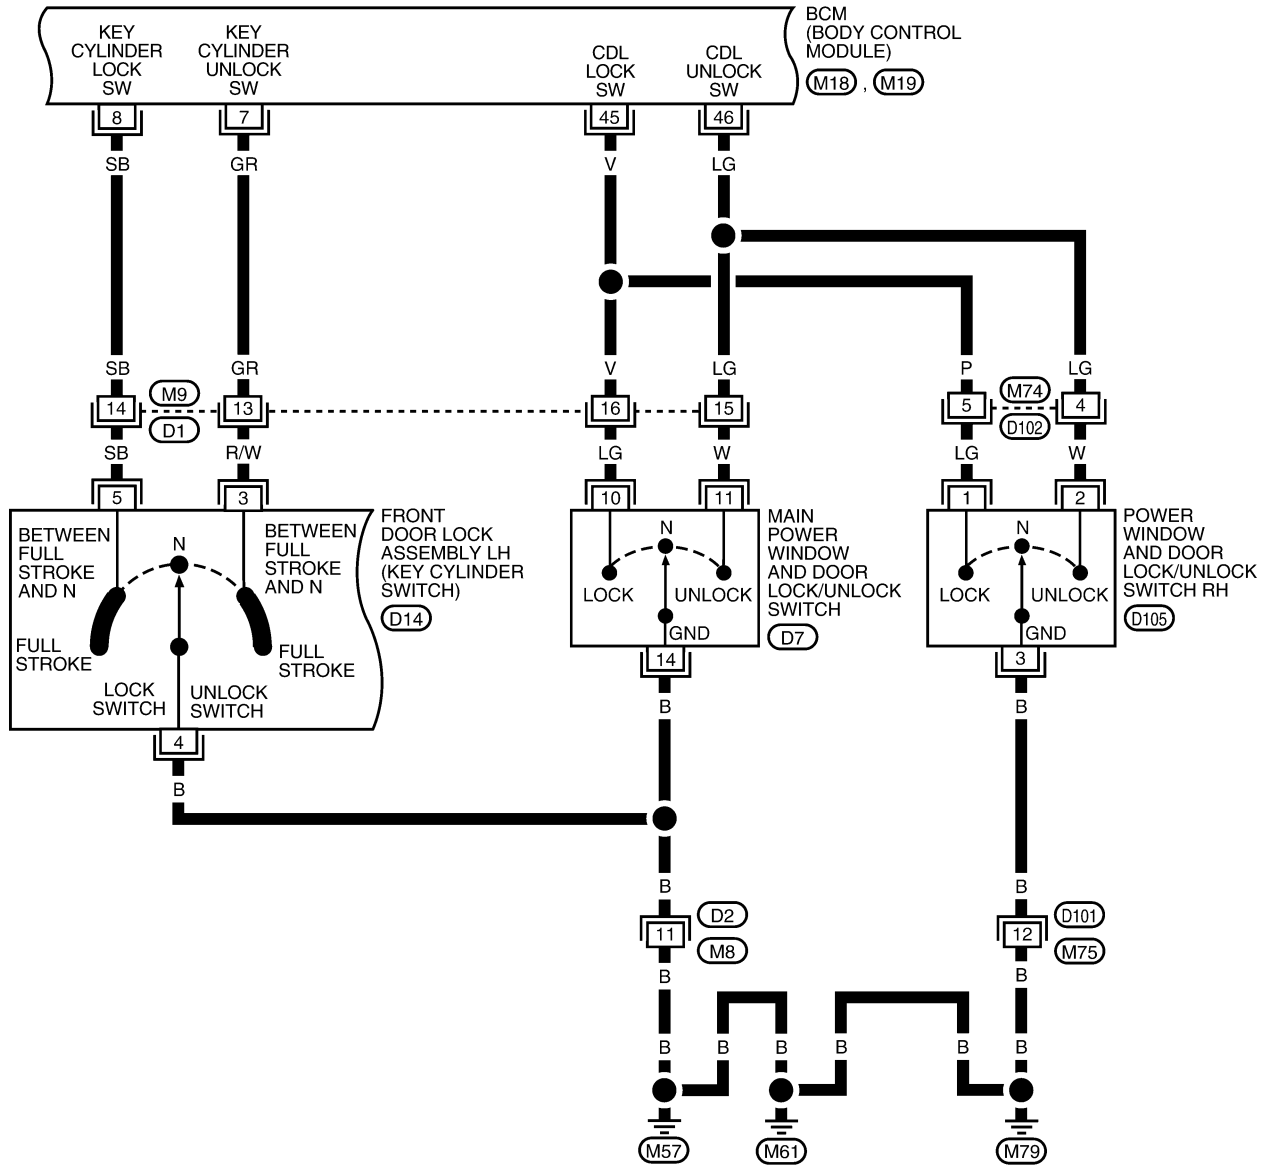 BCM
(BODY CONTROL
MODULE)
M18 , M19
KEY
CYLINDER
LOCK
SW
KEY
CYLINDER
UNLOCK
SW
CDL
LOCK
SW
CDL
UNLOCK
SW
8
7
45
46
SB
GR
V
LG
SB
GR
V
LG
P
LG
14
M9
D1
13
16
15
5
M74
D102
4
SB
R/W
LG
W
LG
W
5
3
10
11
1
2
BETWEEN
FULL
STROKE
AND N
N
BETWEEN
FULL
STROKE
AND N
FULL
STROKE
FULL
STROKE
LOCK
SWITCH
UNLOCK
SWITCH
FRONT
DOOR LOCK
ASSEMBLY LH
(KEY CYLINDER
SWITCH)
D14
N
LOCK
UNLOCK
GND
MAIN
POWER
WINDOW
AND DOOR
LOCK/UNLOCK
SWITCH
D7
N
LOCK
UNLOCK
GND
POWER
WINDOW
AND DOOR
LOCK/UNLOCK
SWITCH RH
D105
4
14
3
B
B
B
B
B
11
D2
M8
12
D101
M75
B
B
B
B
B
B
B
B
M57
M61
M79